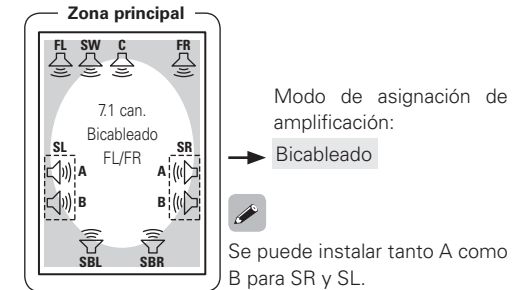 Zona principal
FL SW C FR
7.1 can.
Bicableado
FL/FR
SL SR
A A
B B
SBL SBR
Modo de asignación de
amplificación:
Bicableado
Se puede instalar tanto A como
B para SR y SL.